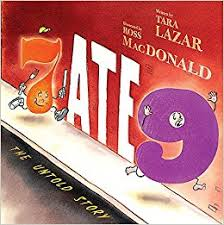 Written by
TARA
LAZAR
Illustrated by
ROSS
MACDONALD
7 ATE 9
THE UNTOLD STORY